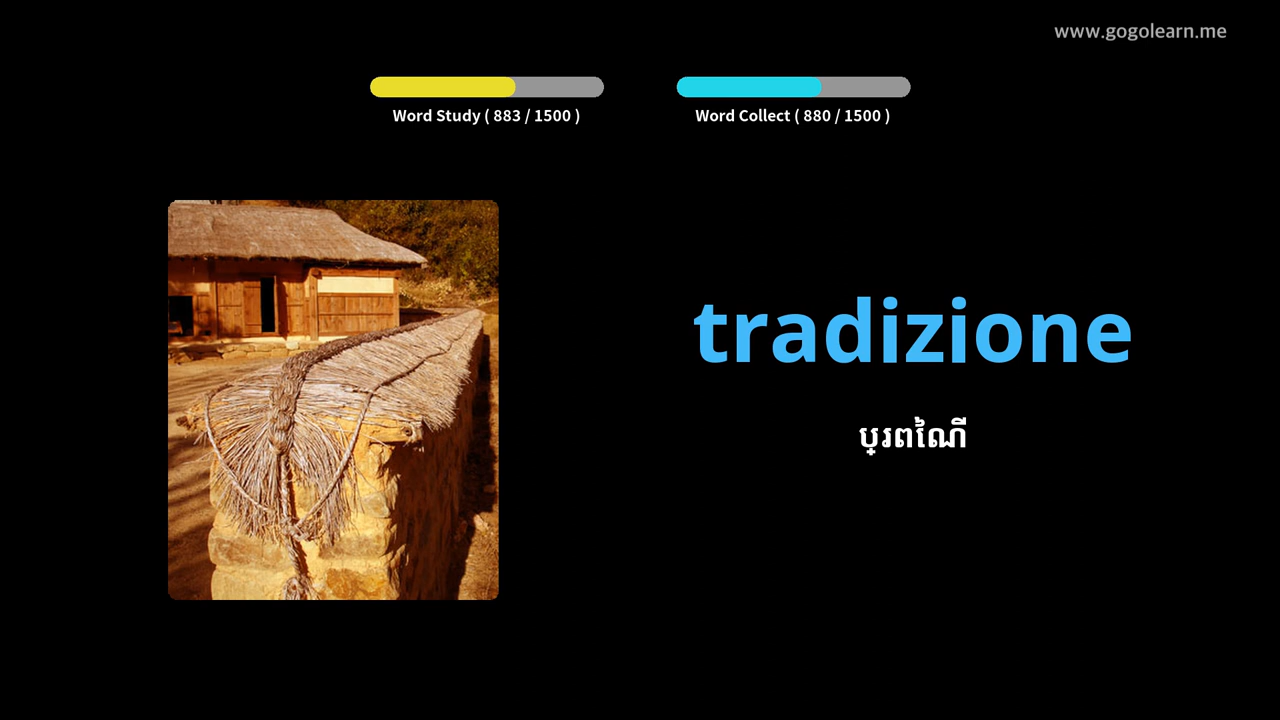 www.gogolearn.me
Word Study ( 883 / 1500 )
Word Collect ( 880 / 1500 )
tradizione
ប្រពៃណី